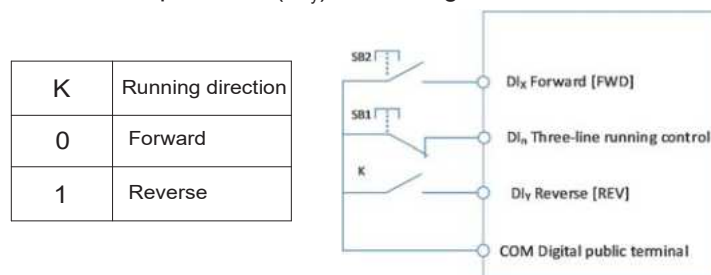 K Running direction
0 Forward
1 Reverse
SB2
DIx Forward [FWD]
SB1
DIn Three-line running control
K
DIy Reverse [REV]
COM Digital public terminal